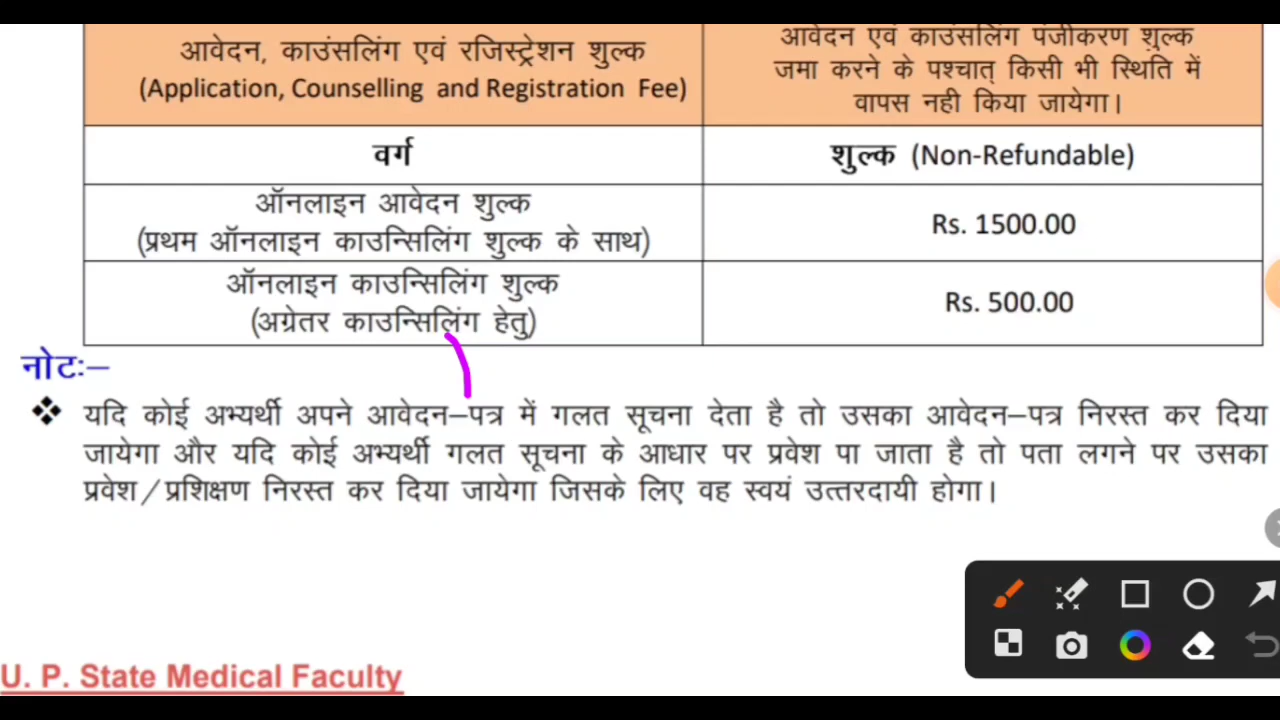 आवेदन, काउंसलिंग एवं रजिस्ट्रेशन शुल्क
(Application, Counselling and Registration Fee)
आवेदन एवं काउंसलिंग पंजीकरण शुल्क
जमा करने के पश्चात् किसी भी स्थिति में
वापस नही किया जायेगा।
वर्ग
शुल्क (Non-Refundable)
ऑनलाइन आवेदन शुल्क
(प्रथम ऑनलाइन काउन्सिलिंग शुल्क के साथ)
Rs. 1500.00
ऑनलाइन काउन्सिलिंग शुल्क
(अग्रेतर काउन्सिलिंग हेतु)
Rs. 500.00
नोटः–
❖ यदि कोई अभ्यर्थी अपने आवेदन–पत्र में गलत सूचना देता है तो उसका आवेदन–पत्र निरस्त कर दिया
जायेगा और यदि कोई अभ्यर्थी गलत सूचना के आधार पर प्रवेश पा जाता है तो पता लगने पर उसका
प्रवेश/प्रशिक्षण निरस्त कर दिया जायेगा जिसके लिए वह स्वयं उत्तरदायी होगा।
U. P. State Medical Faculty